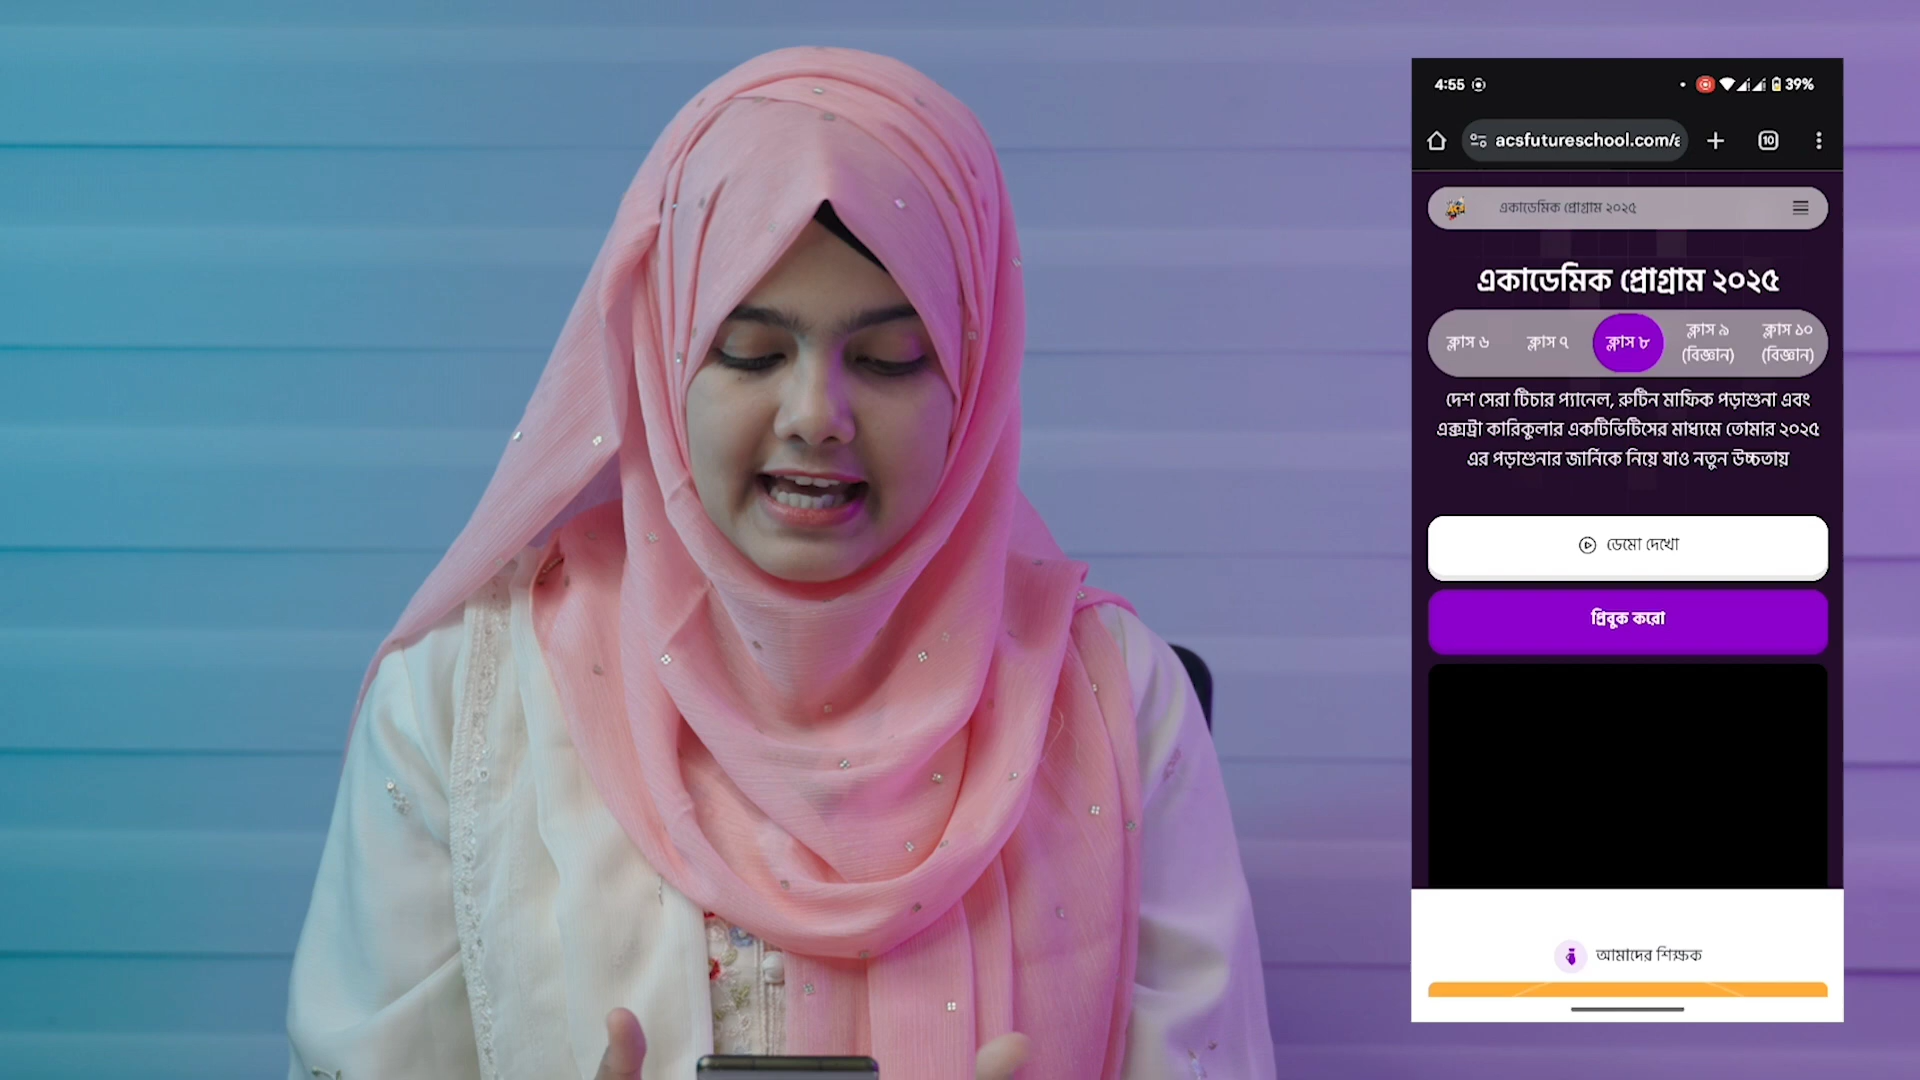 4:55
39%
acsfutureschool.com/
10
একাডেমিক প্রোগ্রাম ২০২৫
একাডেমিক প্রোগ্রাম ২০২৫
ক্লাস ৬
ক্লাস ৭
ক্লাস ৮
ক্লাস ৯
(বিজ্ঞান)
ক্লাস ১০
(বিজ্ঞান)
দেশ সেরা টিচার প্যানেল, রুটিন মাফিক পড়াশুনা এবং
এক্সট্রা কারিকুলার একটিভিটিসের মাধ্যমে তোমার ২০২৫
এর পড়াশুনার জার্নিকে নিয়ে যাও নতুন উচ্চতায়
ডেমো দেখো
প্রিবুক করো
আমাদের শিক্ষক